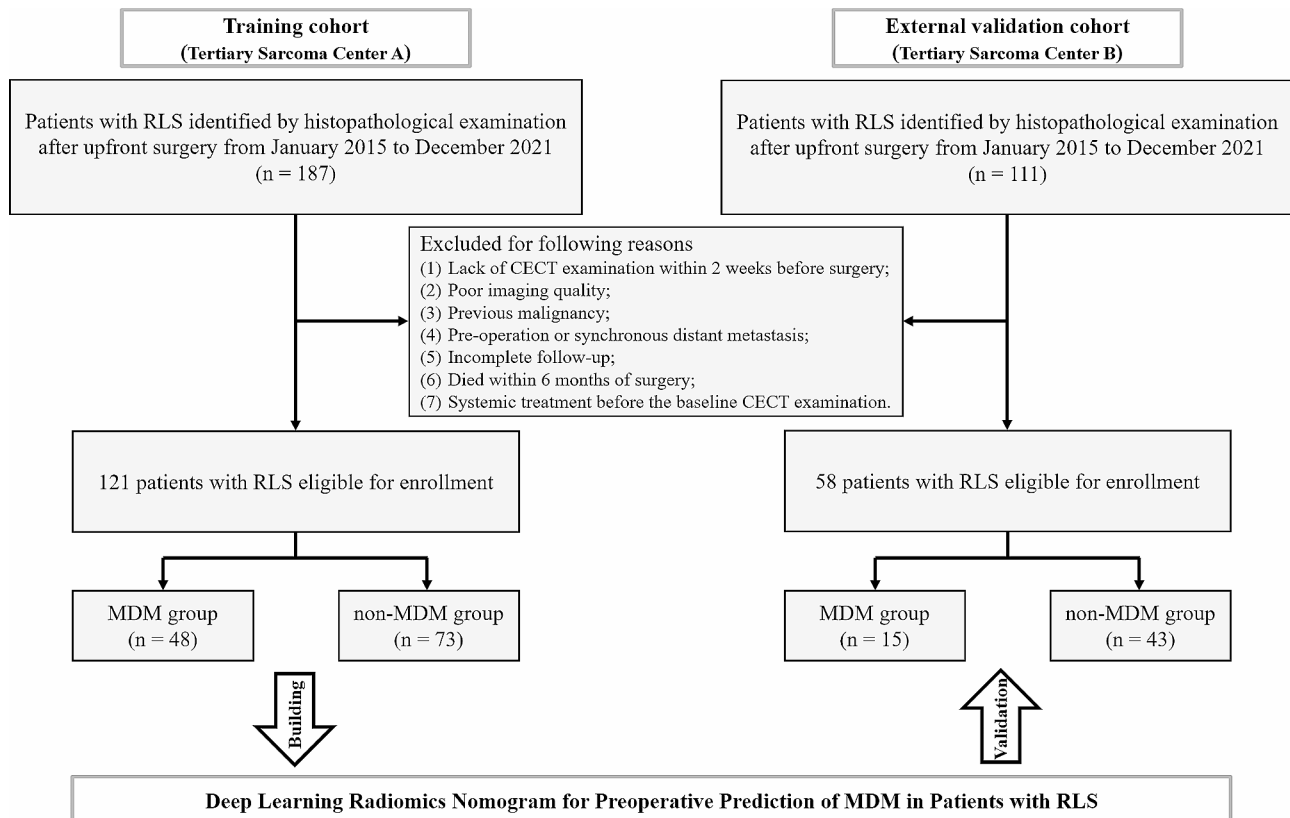 Training cohort
(Tertiary Sarcoma Center A)
External validation cohort
(Tertiary Sarcoma Center B)
Patients with RLS identified by histopathological examination
after upfront surgery from January 2015 to December 2021
(n = 187)
Patients with RLS identified by histopathological examination
after upfront surgery from January 2015 to December 2021
(n = 111)
Excluded for following reasons
(1) Lack of CECT examination within 2 weeks before surgery;
(2) Poor imaging quality;
(3) Previous malignancy;
(4) Pre-operation or synchronous distant metastasis;
(5) Incomplete follow-up;
(6) Died within 6 months of surgery;
(7) Systemic treatment before the baseline CECT examination.
121 patients with RLS eligible for enrollment
58 patients with RLS eligible for enrollment
MDM group
(n = 48)
non-MDM group
(n = 73)
MDM group
(n = 15)
non-MDM group
(n = 43)
Building
Validation
Deep Learning Radiomics Nomogram for Preoperative Prediction of MDM in Patients with RLS